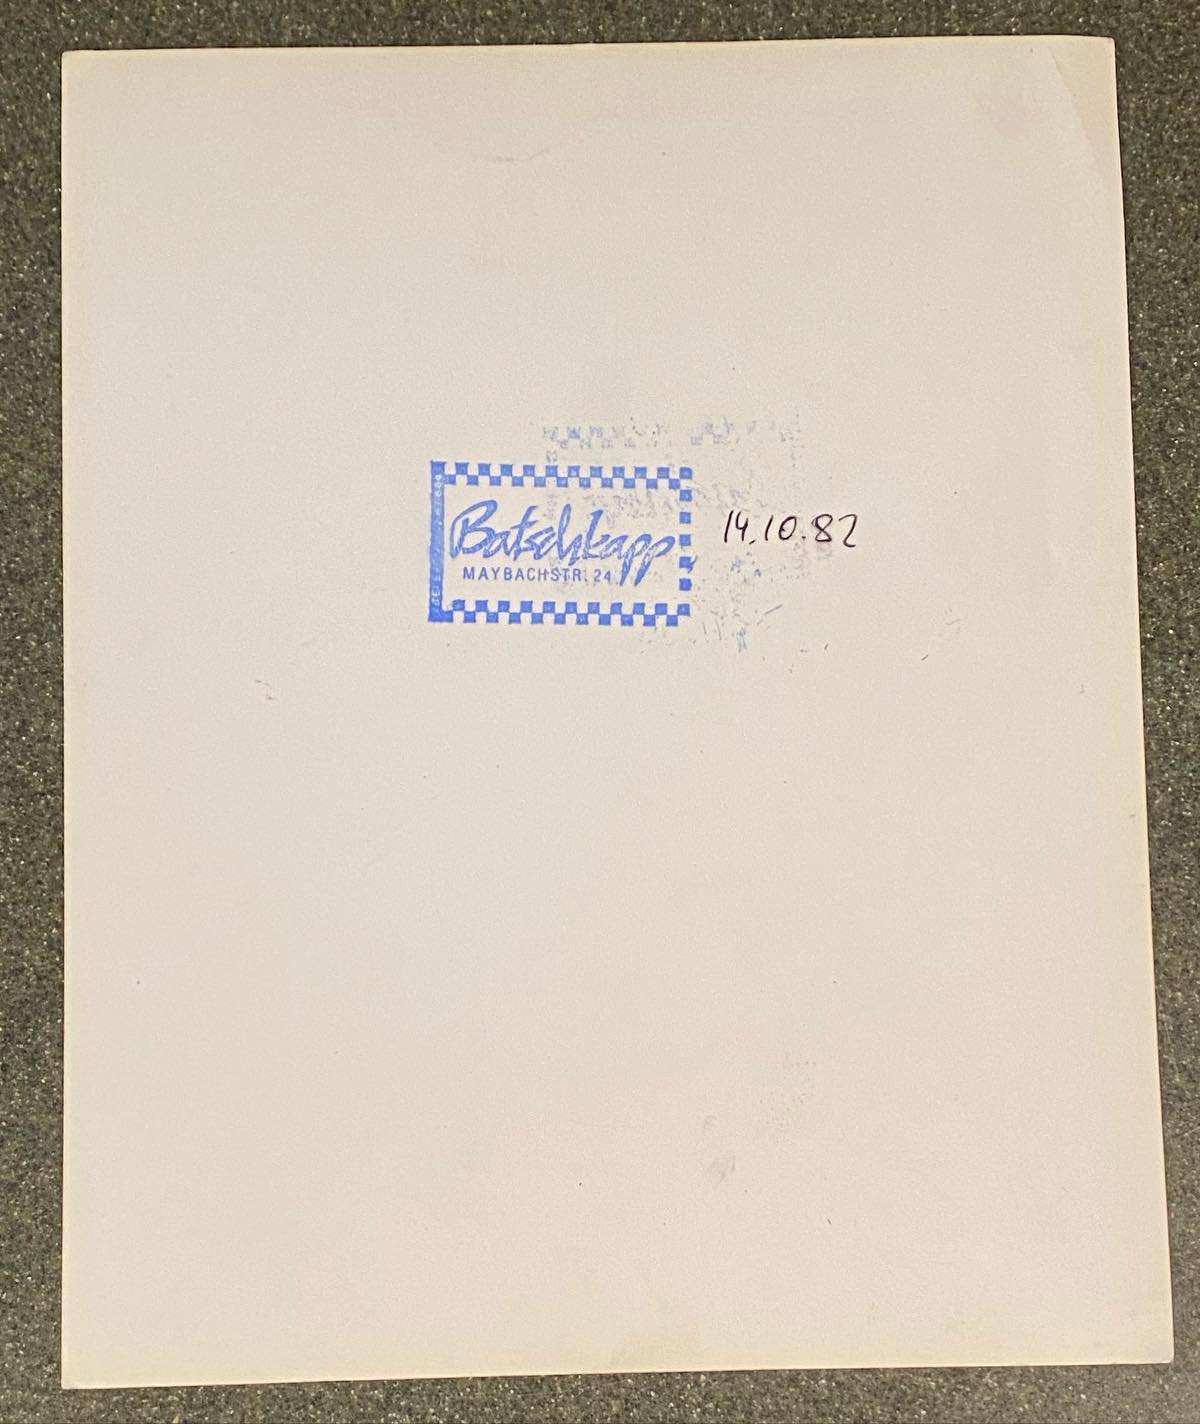 Batschkapp
MAYBACHSTR. 24
14.10.82